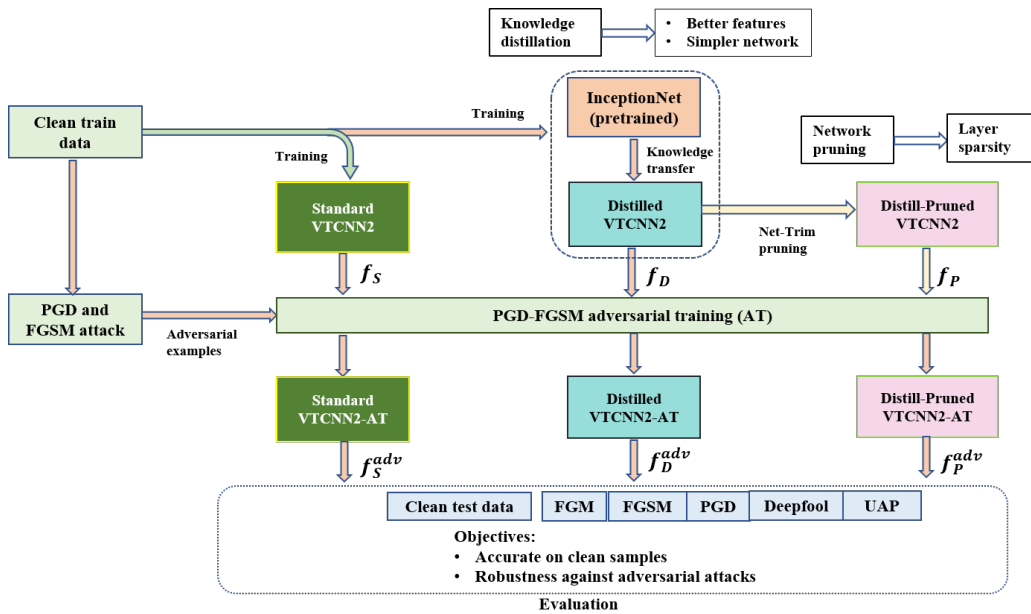 Knowledge
distillation
• Better features
• Simpler network
Clean train
data
Training
Training
InceptionNet
(pretrained)
Knowledge
transfer
Network
pruning
Layer
sparsity
Standard
VTCNN2
Distilled
VTCNN2
Net-Trim
pruning
Distill-Pruned
VTCNN2
f_S
f_D
f_P
PGD and
FGSM attack
Adversarial
examples
PGD-FGSM adversarial training (AT)
Standard
VTCNN2-AT
Distilled
VTCNN2-AT
Distill-Pruned
VTCNN2-AT
f_S^adv
f_D^adv
f_P^adv
Clean test data FGM FGSM PGD Deepfool UAP
Objectives:
• Accurate on clean samples
• Robustness against adversarial attacks
Evaluation